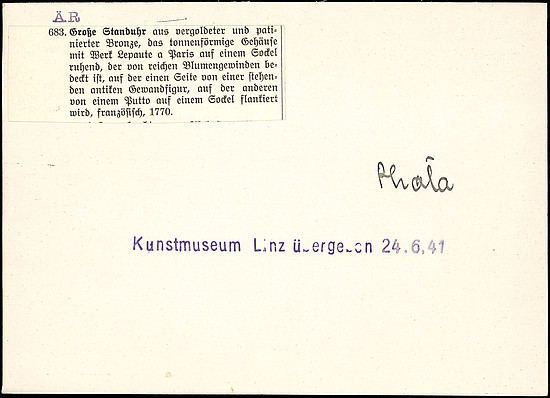 ÄR
683. Große Standuhr aus vergoldeter und pati-
nierter Bronze, das tonnenförmige Gehäuse
mit Werk Lepaute a Paris auf einem Sockel
ruhend, der von reichen Blumengewinden be-
deckt ist, auf der einen Seite von einer stehen-
den antiken Gewandfigur, auf der anderen
von einem Putto auf einem Sockel flankiert
wird, französisch, 1770.
Kunstmuseum Linz übergeben 24.6.41